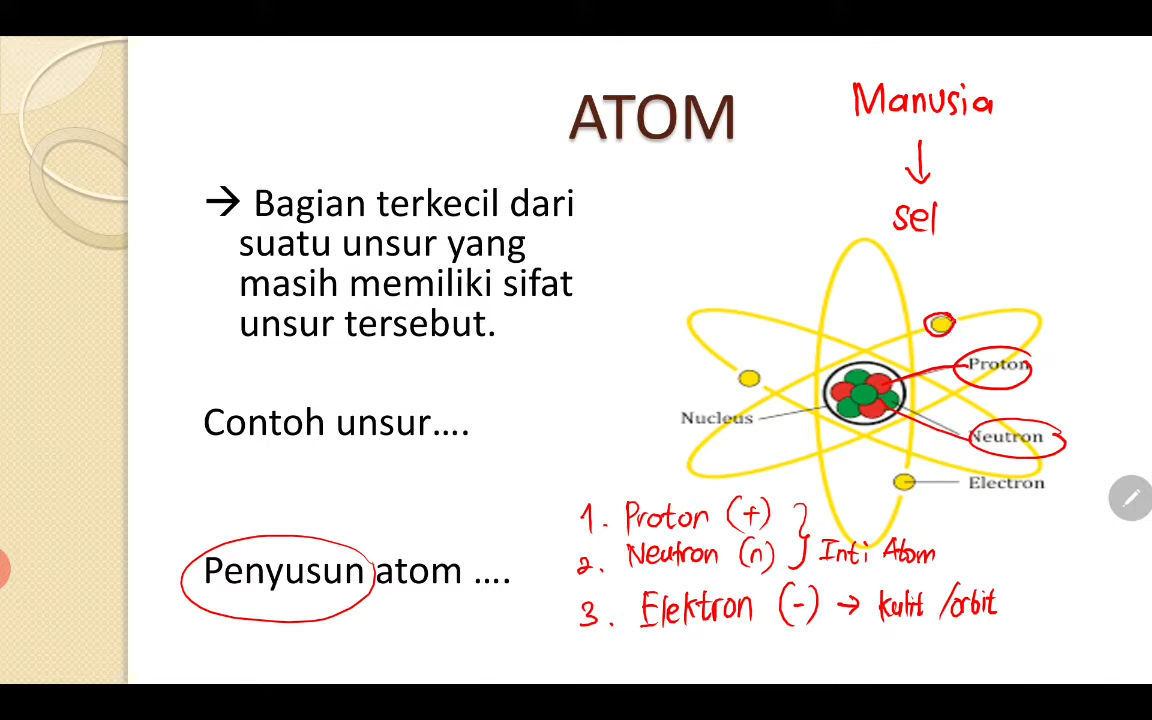 ATOM
Manusia
↓
sel
→ Bagian terkecil dari
suatu unsur yang
masih memiliki sifat
unsur tersebut.
Contoh unsur….
Penyusun atom ….
Proton
Nucleus
Neutron
Electron
1. Proton (+) } Inti Atom
2. Neutron (n)
3. Elektron (-) → kulit /orbit